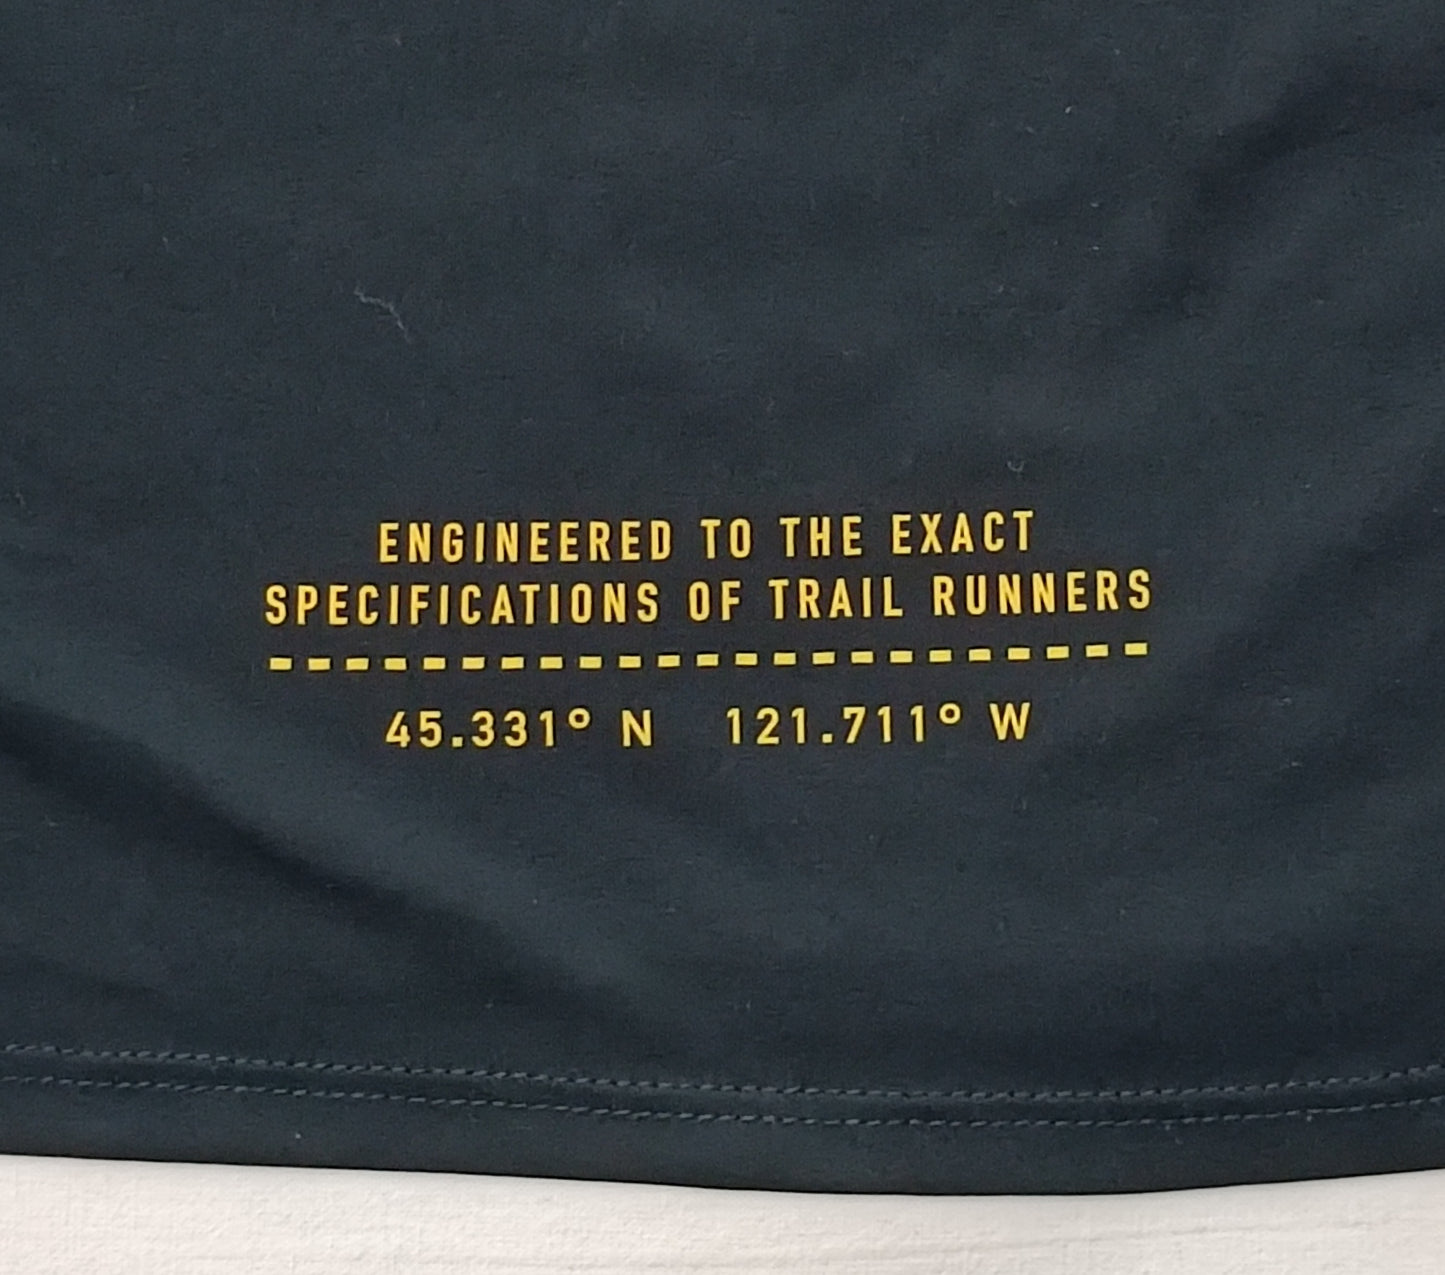 ENGINEERED TO THE EXACT
SPECIFICATIONS OF TRAIL RUNNERS
45.331° N 121.711° W